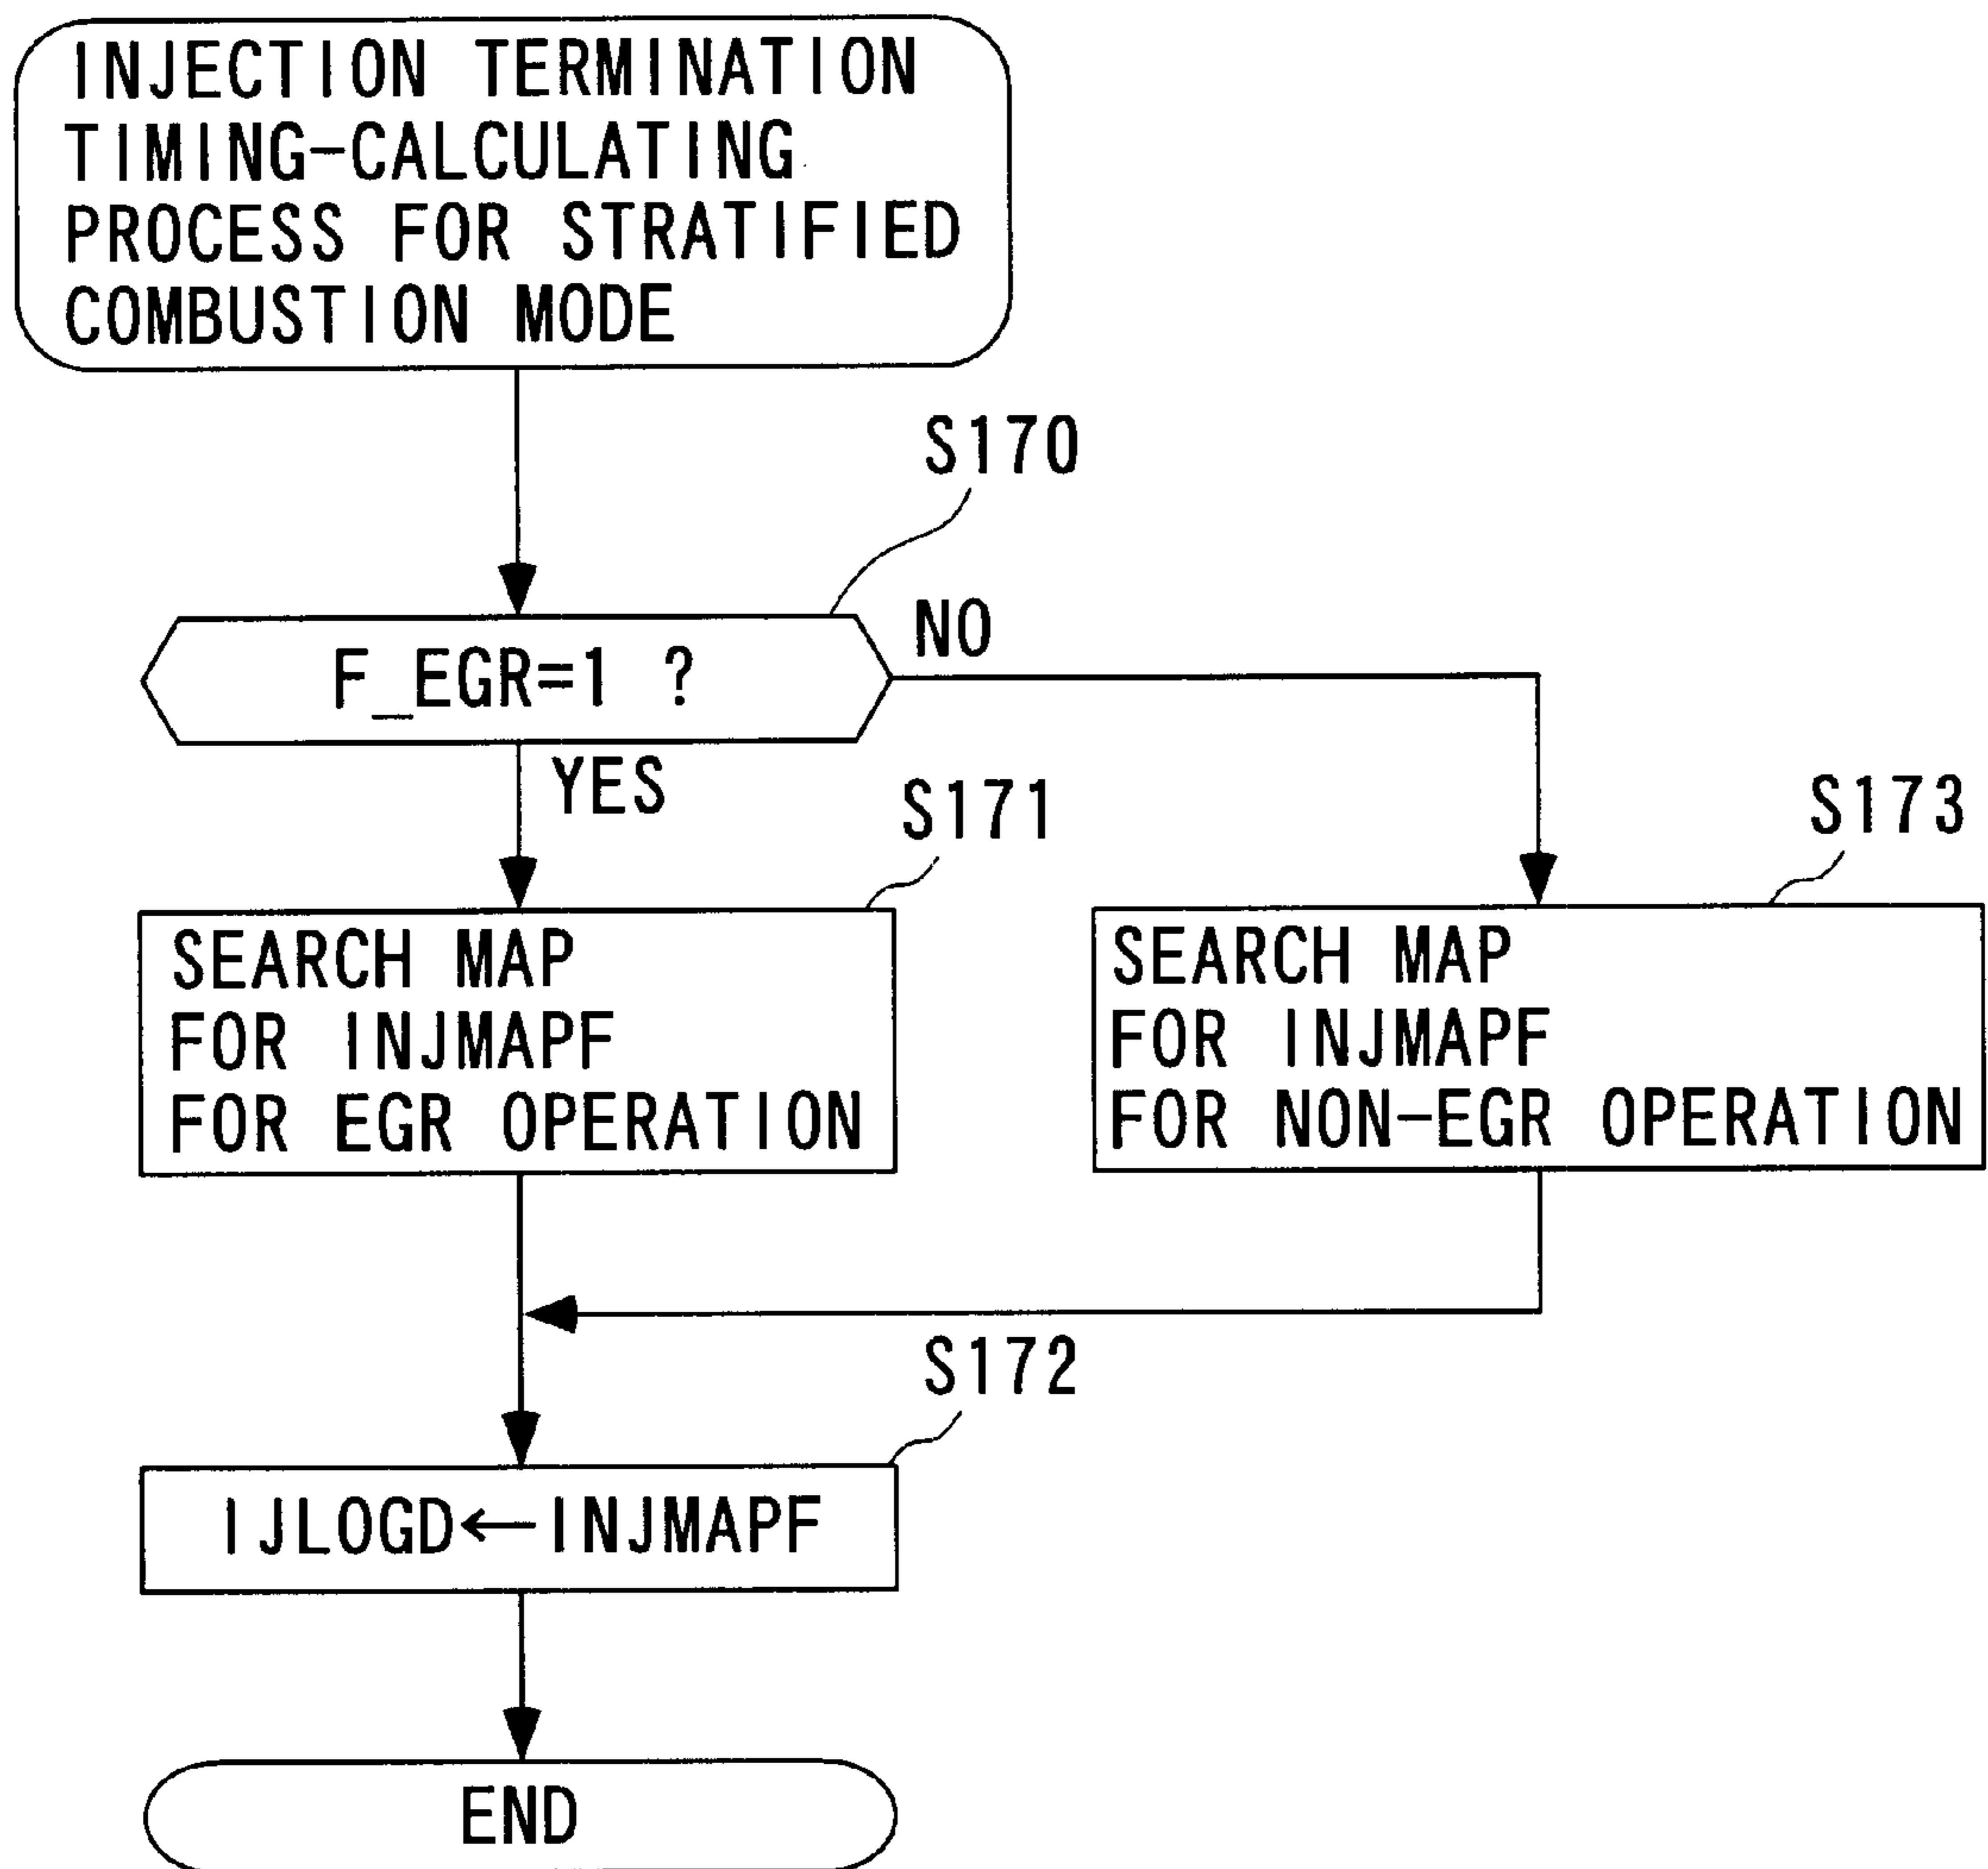 INJECTION TERMINATION
TIMING-CALCULATING
PROCESS FOR STRATIFIED
COMBUSTION MODE
S170
F_EGR=1 ?
NO
YES
S171
S173
SEARCH MAP
FOR INJMAPF
FOR EGR OPERATION
SEARCH MAP
FOR INJMAPF
FOR NON-EGR OPERATION
S172
IJLOGD←INJMAPF
END